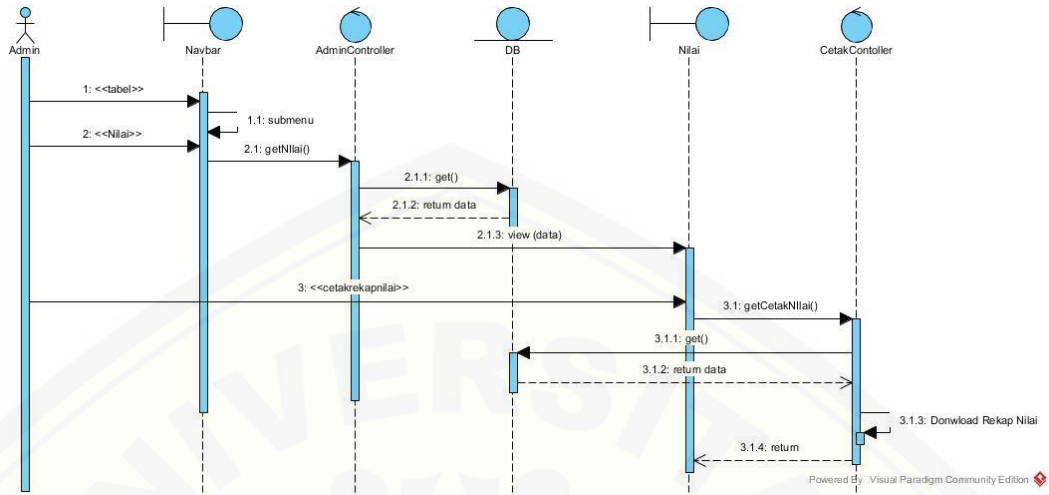 Admin
Navbar
AdminController
DB
Nilai
CetakContoller
1: <<tabel>>
1.1: submenu
2: <<Nilai>>
2.1: getNIlai()
2.1.1: get()
2.1.2: return data
2.1.3: view (data)
3: <<cetakrekapnilai>>
3.1: getCetakNIlai()
3.1.1: get()
3.1.2: return data
3.1.3: Donwload Rekap Nilai
3.1.4: return
Powered By Visual Paradigm Community Edition